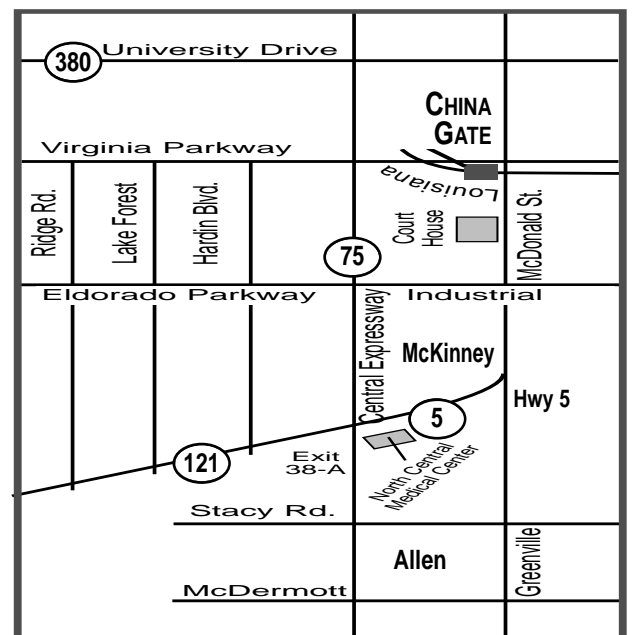 University Drive
380
CHINA
GATE
Virginia Parkway
Louisiana
Ridge Rd.
Lake Forest
Hardin Blvd.
Court
House
McDonald St.
75
Eldorado Parkway
Industrial
Central Expressway
McKinney
Hwy 5
5
121
Exit
38-A
North Central
Medical Center
Stacy Rd.
Allen
Greenville
McDermott